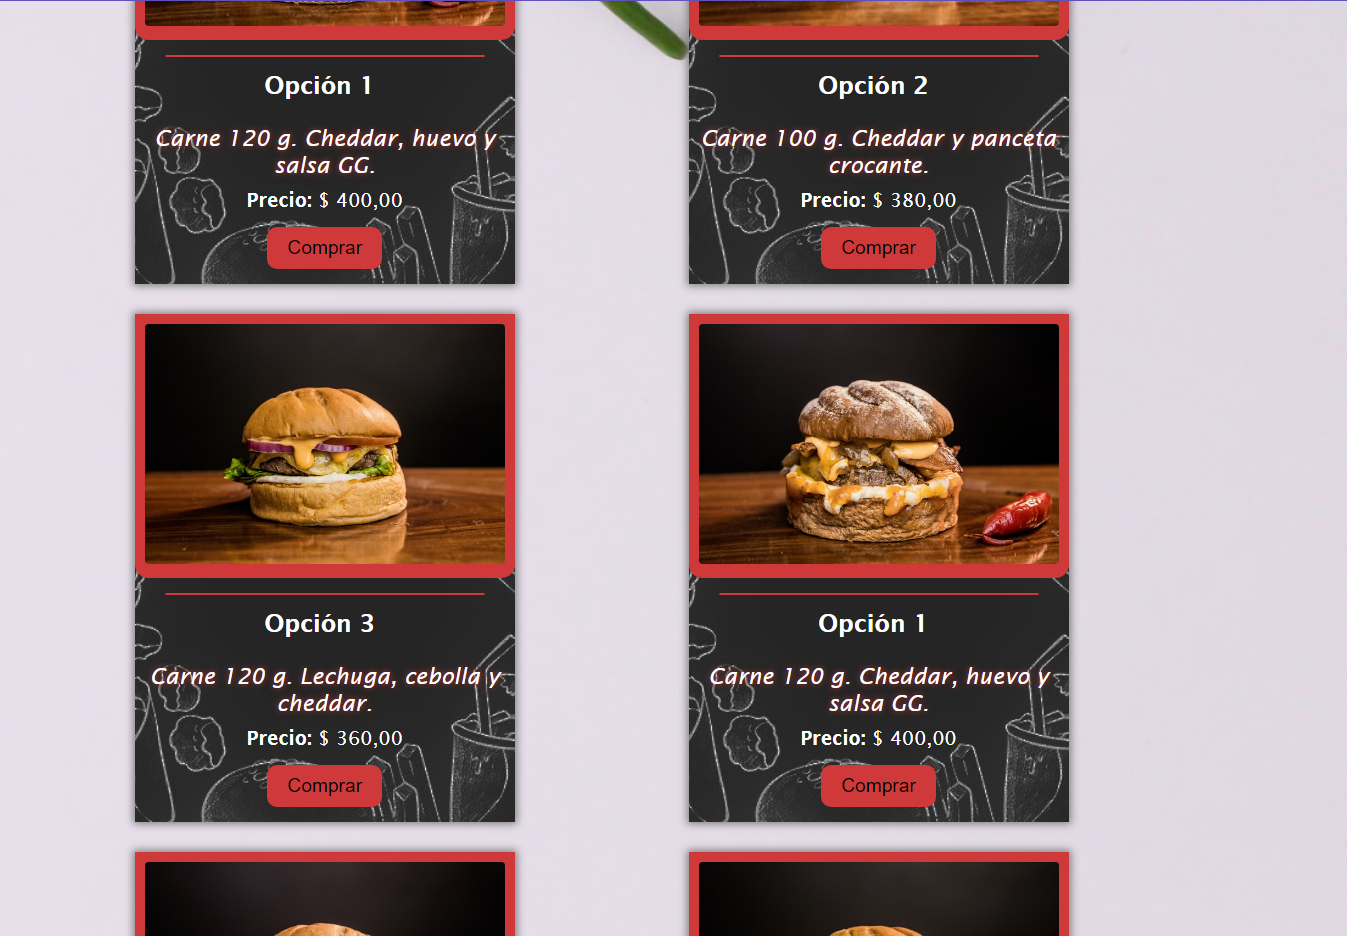 Opción 1
Carne 120 g. Cheddar, huevo y
salsa GG.
Precio: $ 400,00
Comprar
Opción 2
Carne 100 g. Cheddar y panceta
crocante.
Precio: $ 380,00
Comprar
Opción 3
Carne 120 g. Lechuga, cebolla y
cheddar.
Precio: $ 360,00
Comprar
Opción 1
Carne 120 g. Cheddar, huevo y
salsa GG.
Precio: $ 400,00
Comprar